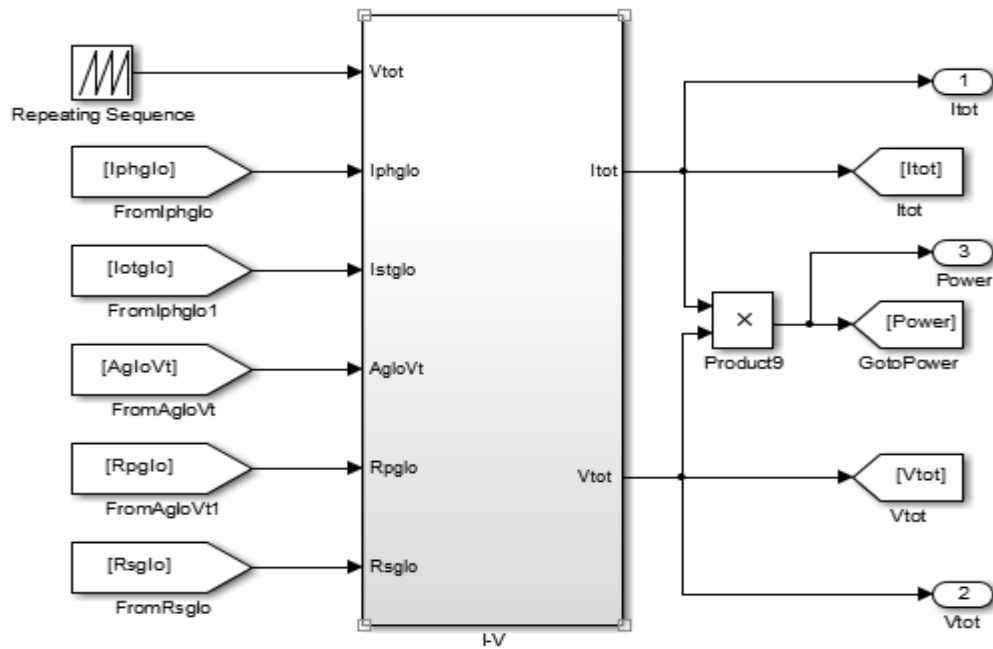 Repeating Sequence
[Iphglo]
FromIphglo
[Iotglo]
FromIphglo1
[AgloVt]
FromAgloVt
[Rpglo]
FromAgloVt1
[Rsglo]
FromRsglo
Vtot
Iphglo
Istglo
AgloVt
Rpglo
Rsglo
Itot
Vtot
I-V
×
Product9
1
Itot
[Itot]
Itot
3
Power
[Power]
GotoPower
[Vtot]
Vtot
2
Vtot